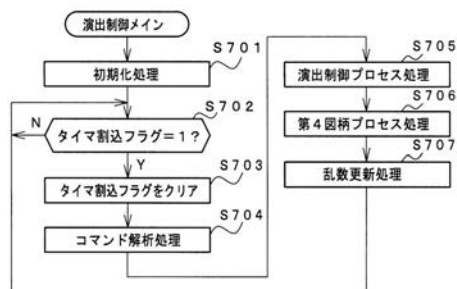 演出制御メイン
S701
初期化処理
S702
N
タイマ割込フラグ=1?
Y
S703
タイマ割込フラグをクリア
S704
コマンド解析処理
S705
演出制御プロセス処理
S706
第4図柄プロセス処理
S707
乱数更新処理